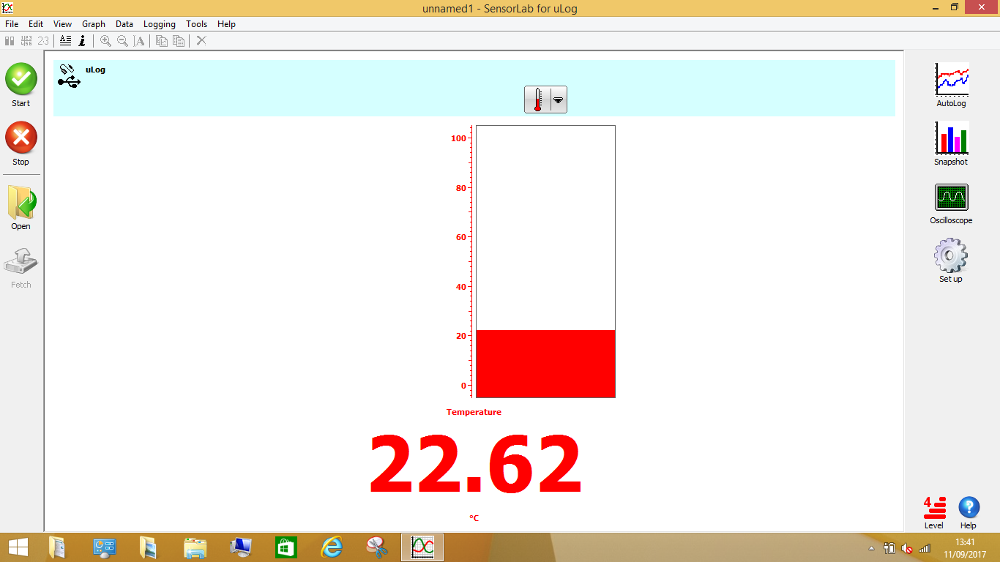 unnamed1 - SensorLab for uLog
File Edit View Graph Data Logging Tools Help
2·3 A i A
uLog
Start
Stop
Open
Fetch
100
80
60
40
20
0
Temperature
22.62
°C
AutoLog
Snapshot
Oscilloscope
Set up
4
Level
?
Help
13:41
11/09/2017